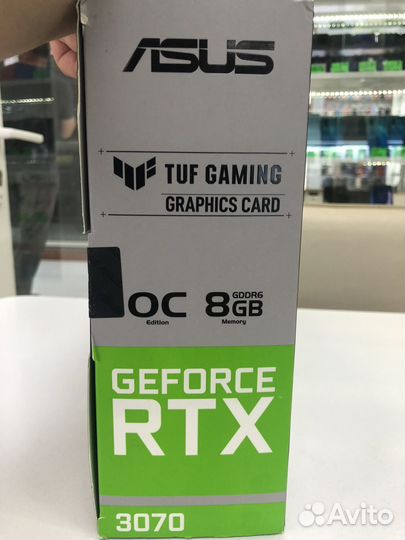 ASUS
TUF GAMING
GRAPHICS CARD
OC
Edition
GDDR6
8GB
Memory
GEFORCE
RTX
3070
Avito